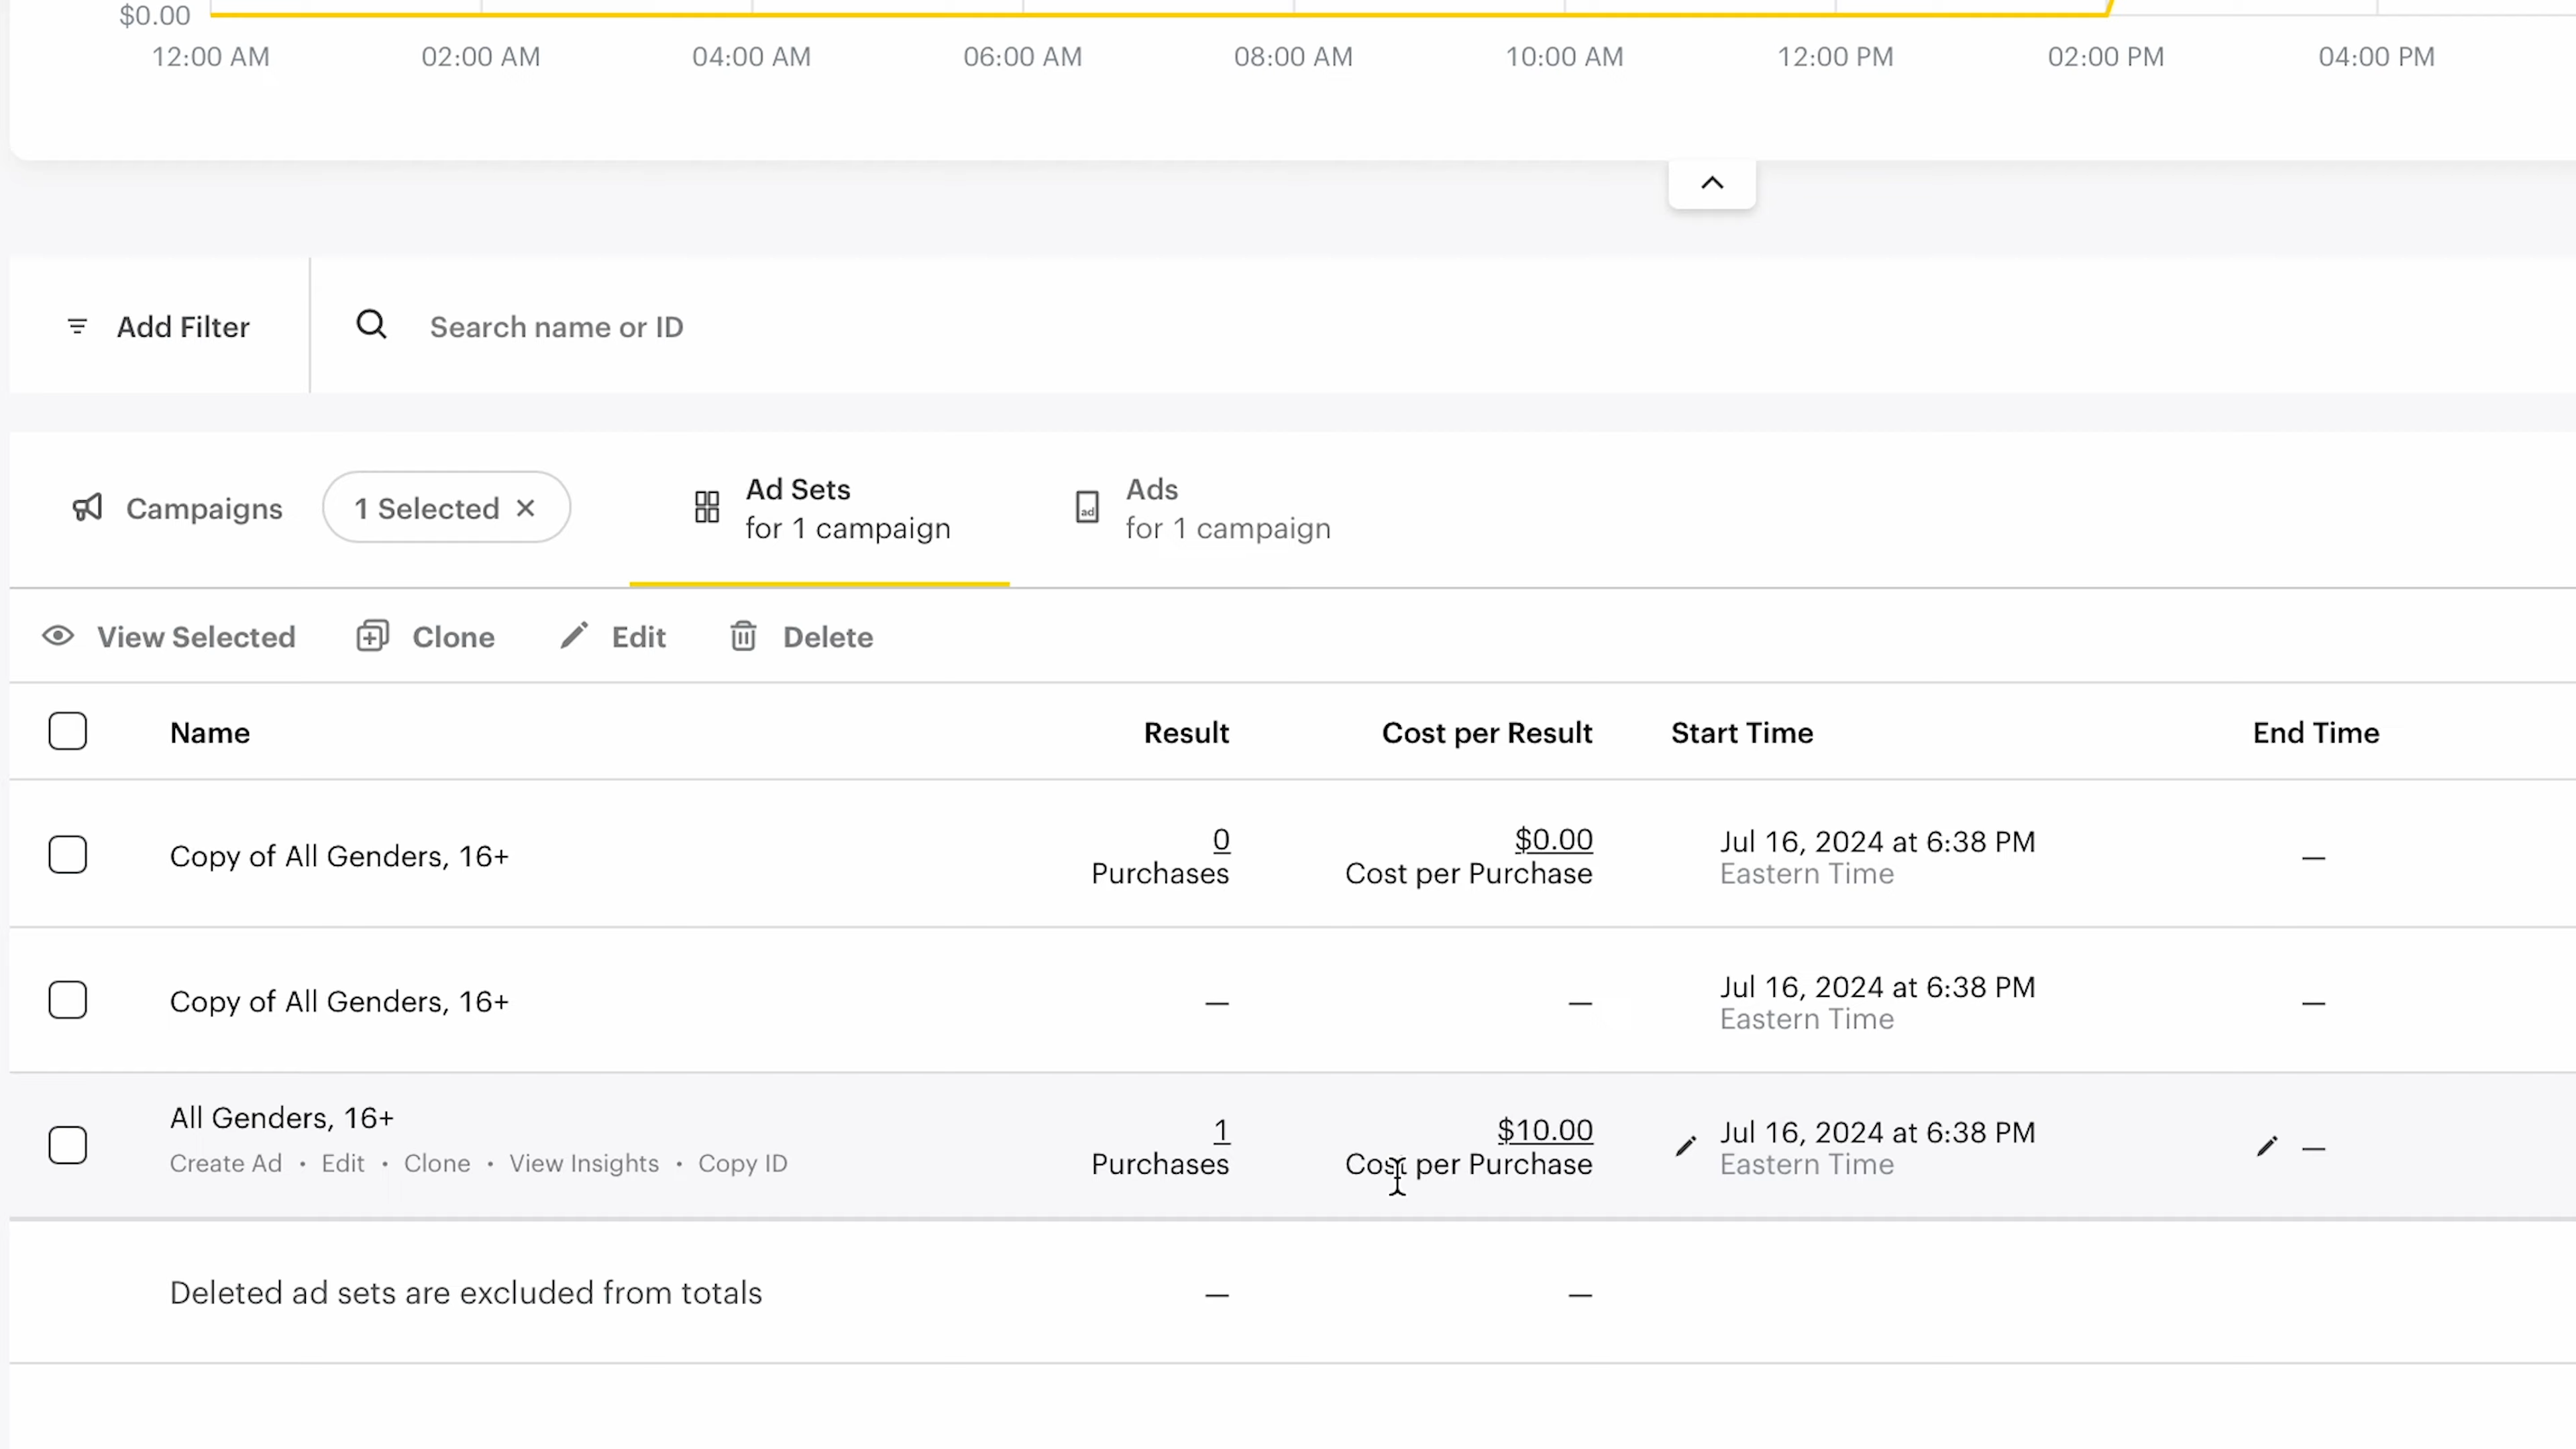 $0.00
12:00 AM 02:00 AM 04:00 AM 06:00 AM 08:00 AM 10:00 AM 12:00 PM 02:00 PM 04:00 PM
Add Filter Search name or ID
Campaigns 1 Selected Ad Sets
for 1 campaign
ad Ads
for 1 campaign
View Selected Clone Edit Delete
Name Result Cost per Result Start Time End Time
Copy of All Genders, 16+ 0 $0.00 Jul 16, 2024 at 6:38 PM —
Purchases Cost per Purchase Eastern Time
Copy of All Genders, 16+ — — Jul 16, 2024 at 6:38 PM —
Eastern Time
All Genders, 16+ 1 $10.00 Jul 16, 2024 at 6:38 PM —
Create Ad • Edit • Clone • View Insights • Copy ID Purchases Cost per Purchase Eastern Time
Deleted ad sets are excluded from totals — —